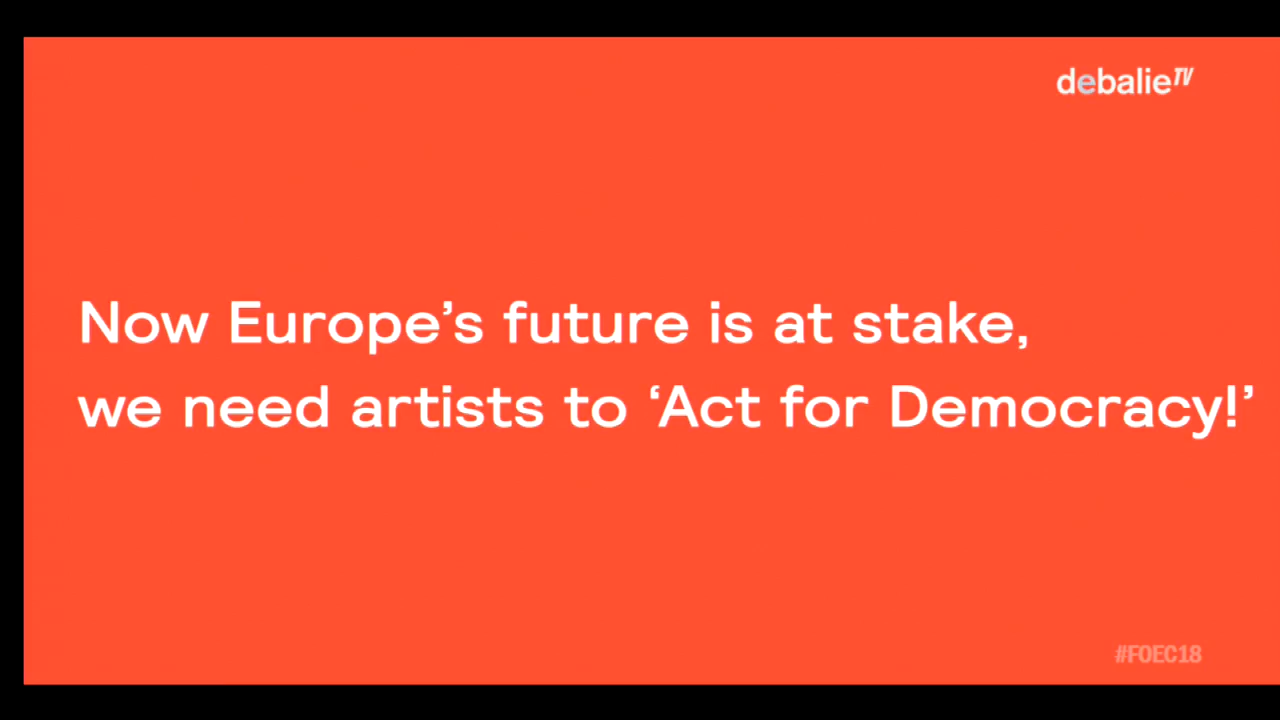 debalieTV
Now Europe’s future is at stake,
we need artists to ‘Act for Democracy!’
#FOEC18